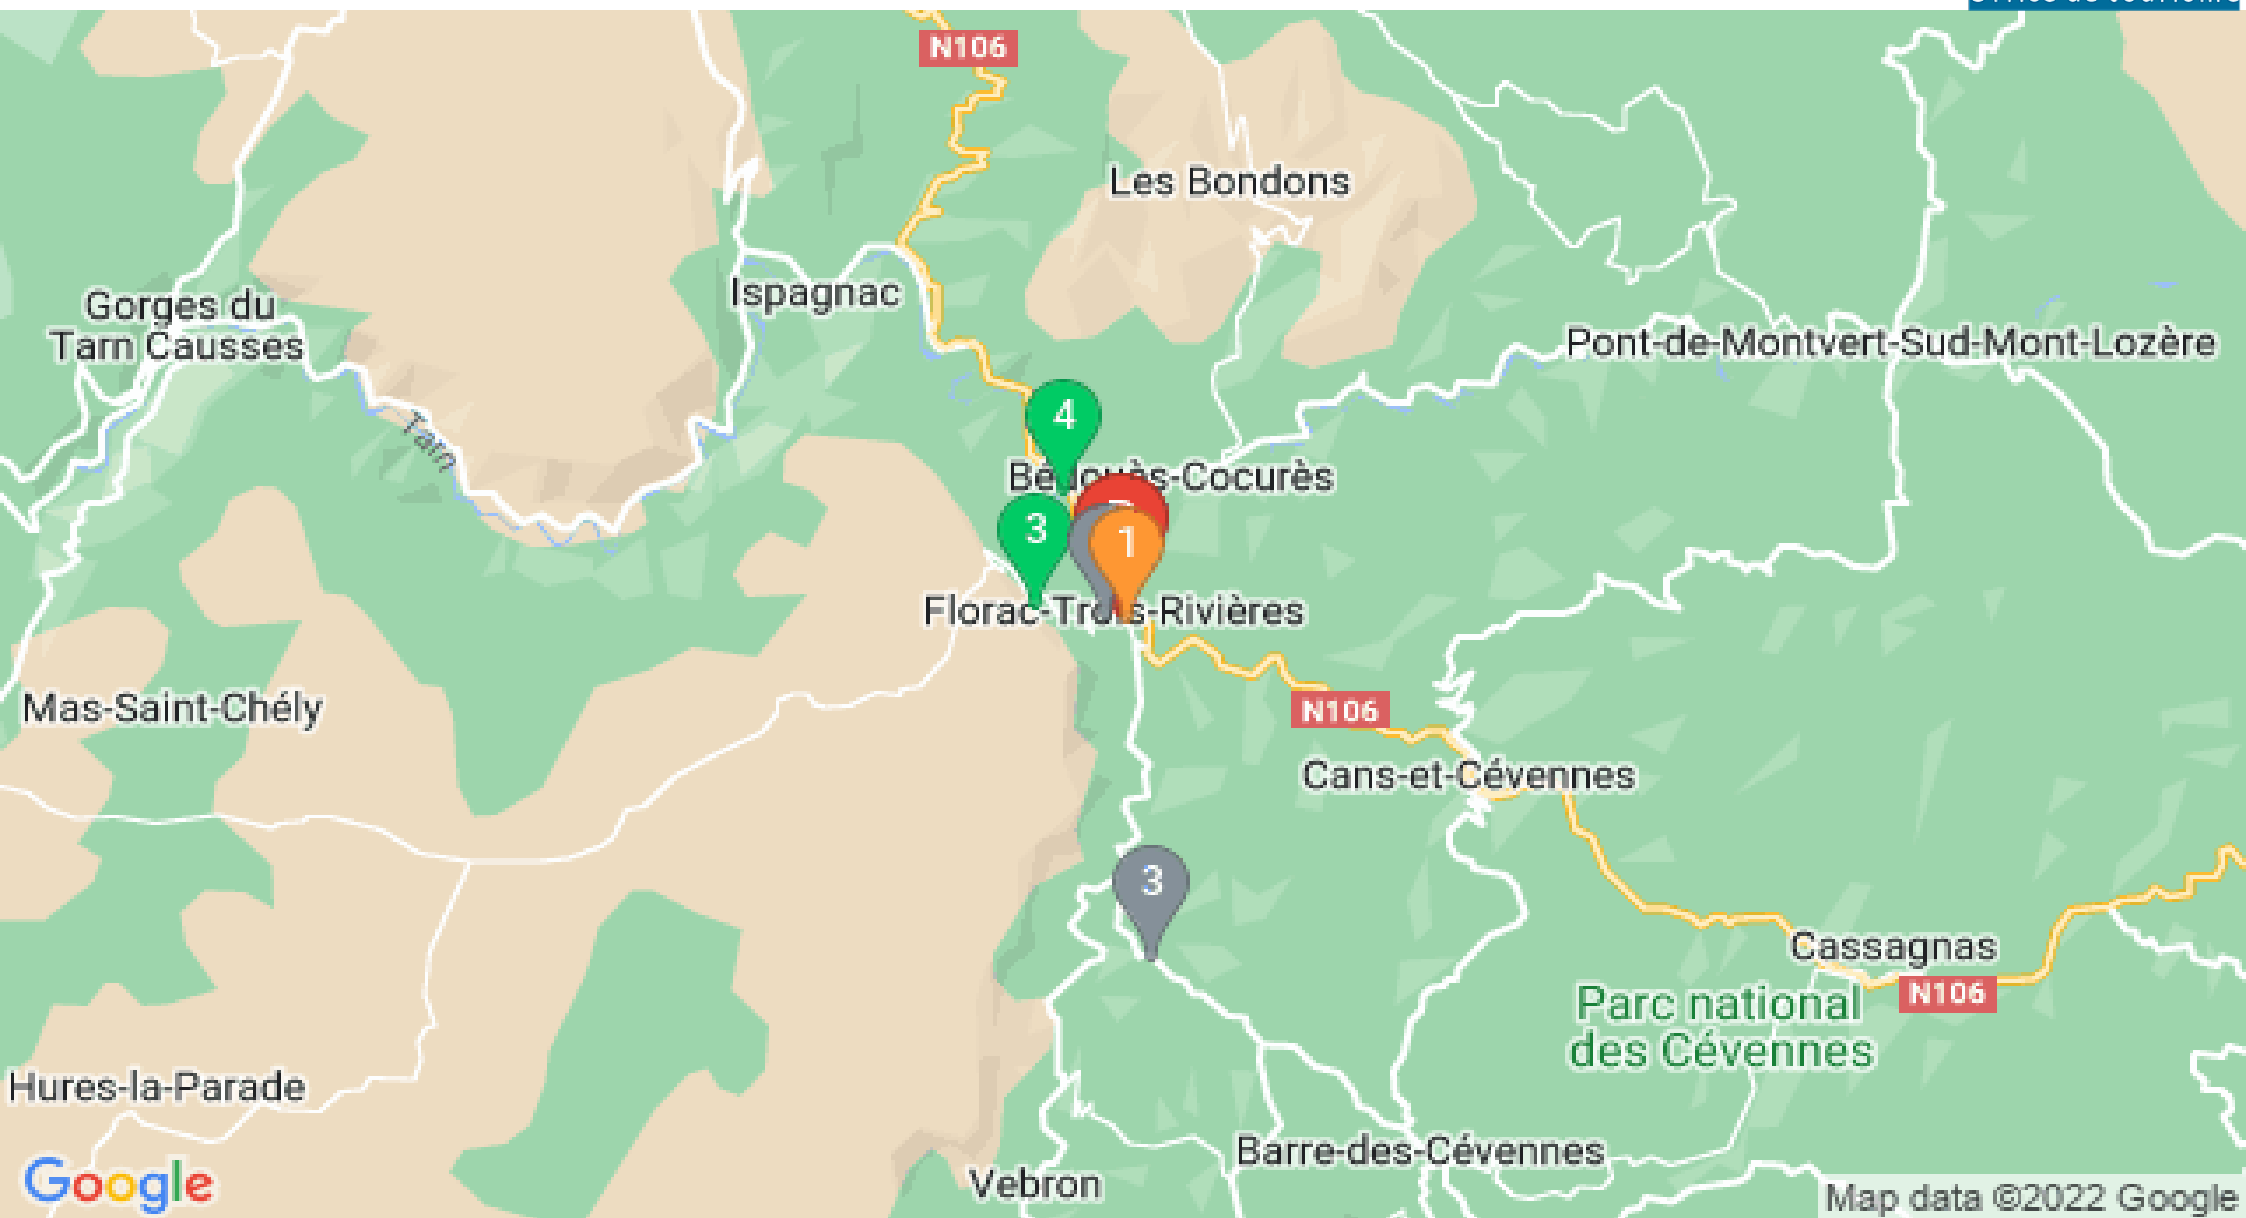 N106
Les Bondons
Ispagnac
Gorges du
Tarn Causses
Pont-de-Montvert-Sud-Mont-Lozère
Tarn
4
Bédouès-Cocurès
3
1
Florac-Trois-Rivières
Mas-Saint-Chély
N106
Cans-et-Cévennes
3
Cassagnas
N106
Parc national
des Cévennes
Hures-la-Parade
Barre-des-Cévennes
Vebron
Google
Map data ©2022 Google